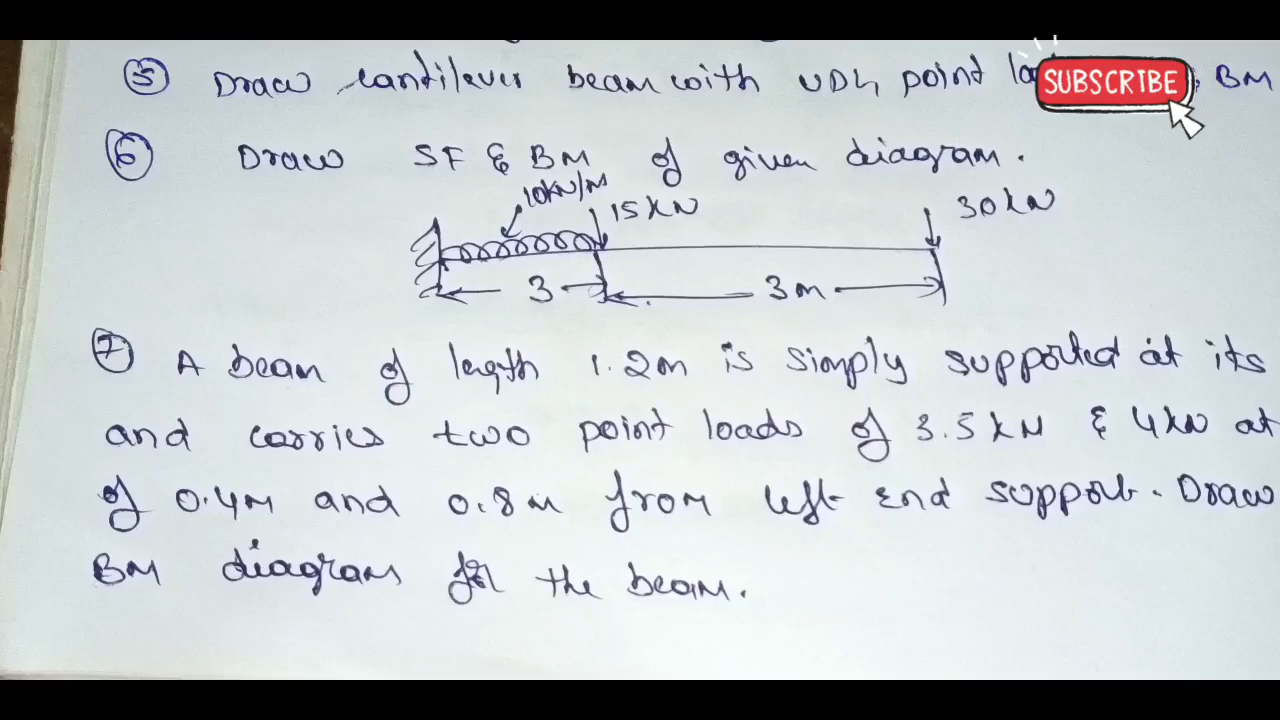 ⑤ Draw cantilever beam with UDL point
SUBSCRIBE
BM
⑥ Draw SF & BM of given diagram.
10kN/m
15kN
30kN
3
3m
⑦ A beam of length 1.2m is simply supported at its
and carries two point loads of 3.5kN & 4kN at
of 0.4m and 0.8m from left end support. Draw
BM diagram for the beam.